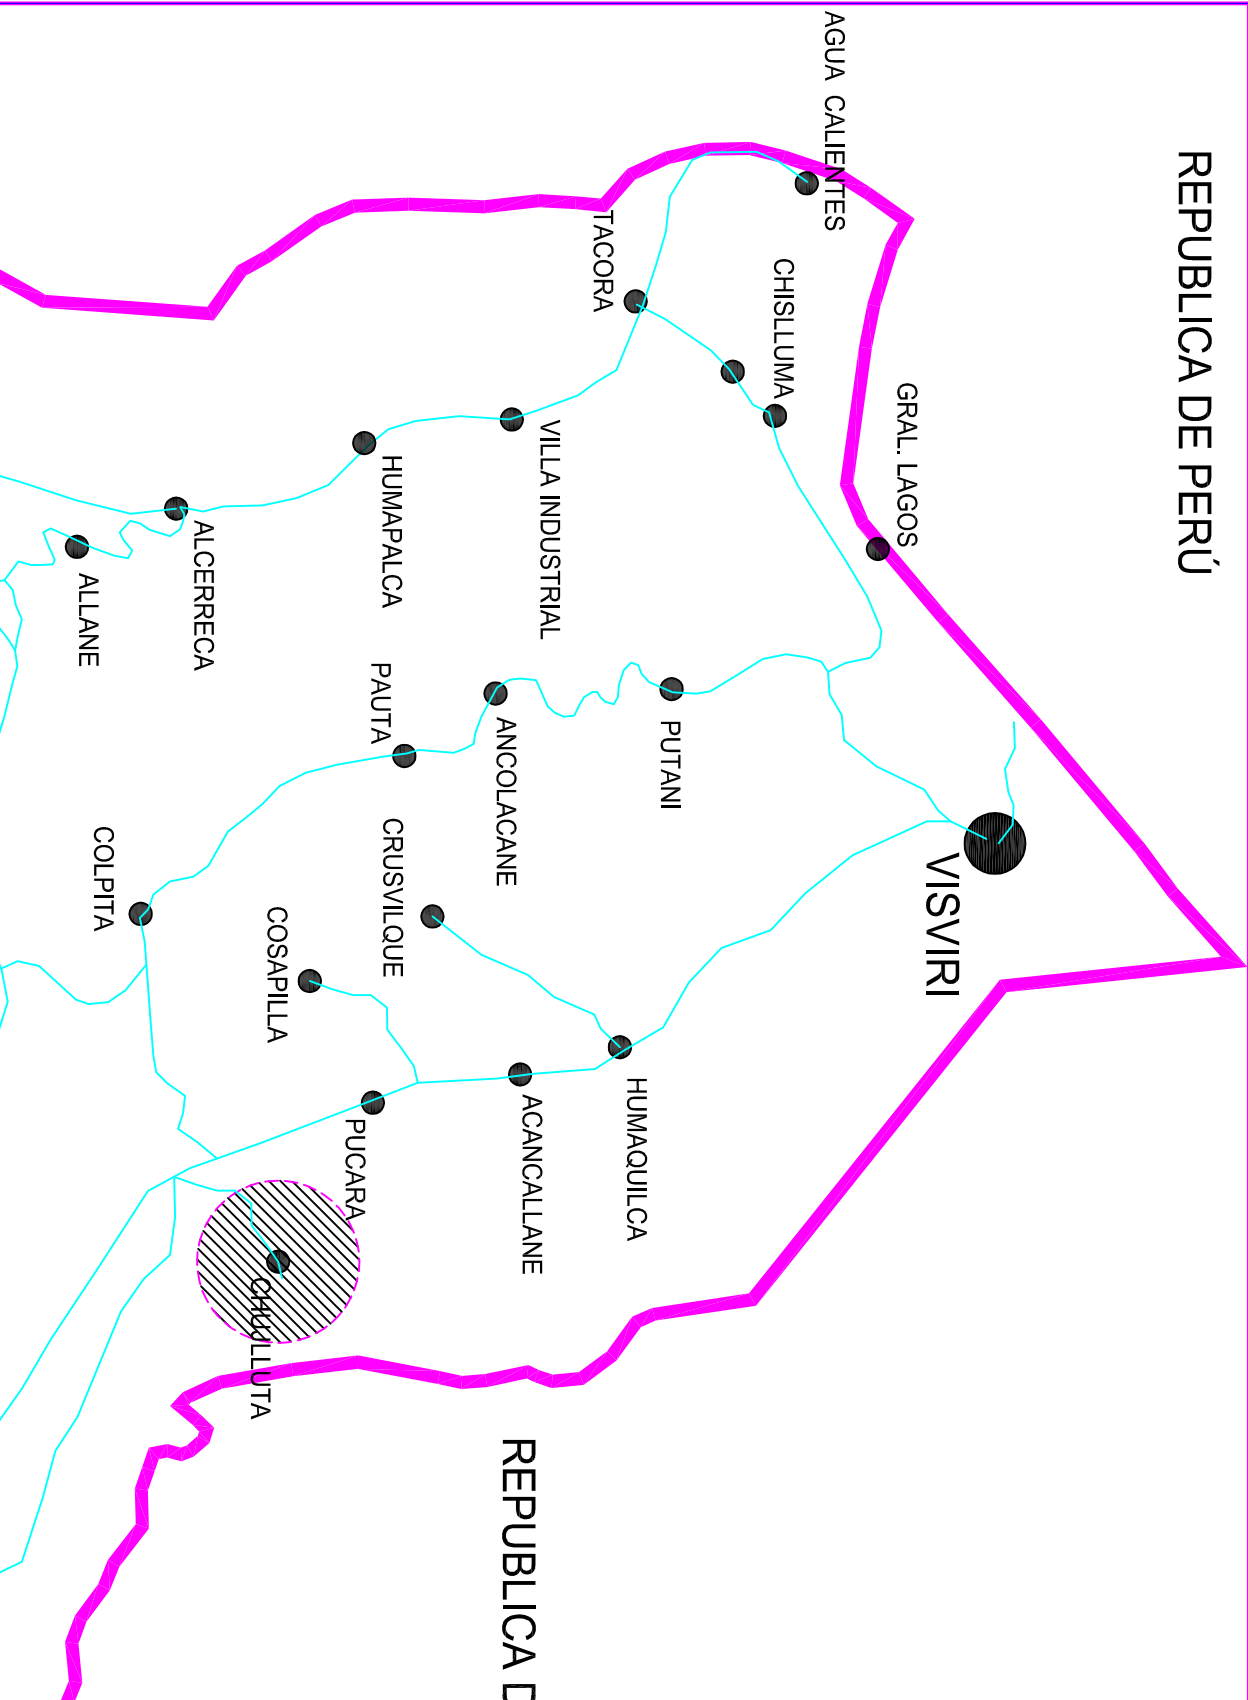 REPUBLICA DE PERÚ
VISVIRI
GRAL. LAGOS
AGUA CALIENTES
CHISLLUMA
PUTANI
HUMAQUILCA
TACORA
VILLA INDUSTRIAL
ANCOLACANE
ACANCALLANE
REPUBLICA D
HUMAPALCA
PAUTA
CRUSVILQUE
PUCARA
COSAPILLA
CHUJLLUTA
ALCERRECA
COLPITA
ALLANE